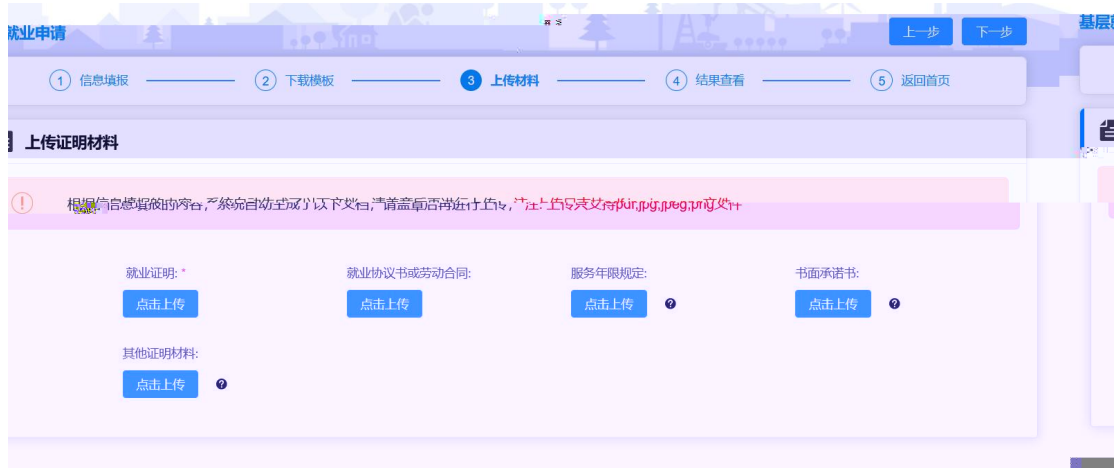 就业申请
上一步 下一步
基层
1 信息填报 2 下载模板 3 上传材料 4 结果查看 5 返回首页
上传证明材料
就业证明: *
就业协议书或劳动合同:
服务年限规定:
书面承诺书:
点击上传 点击上传 点击上传 点击上传
其他证明材料:
点击上传